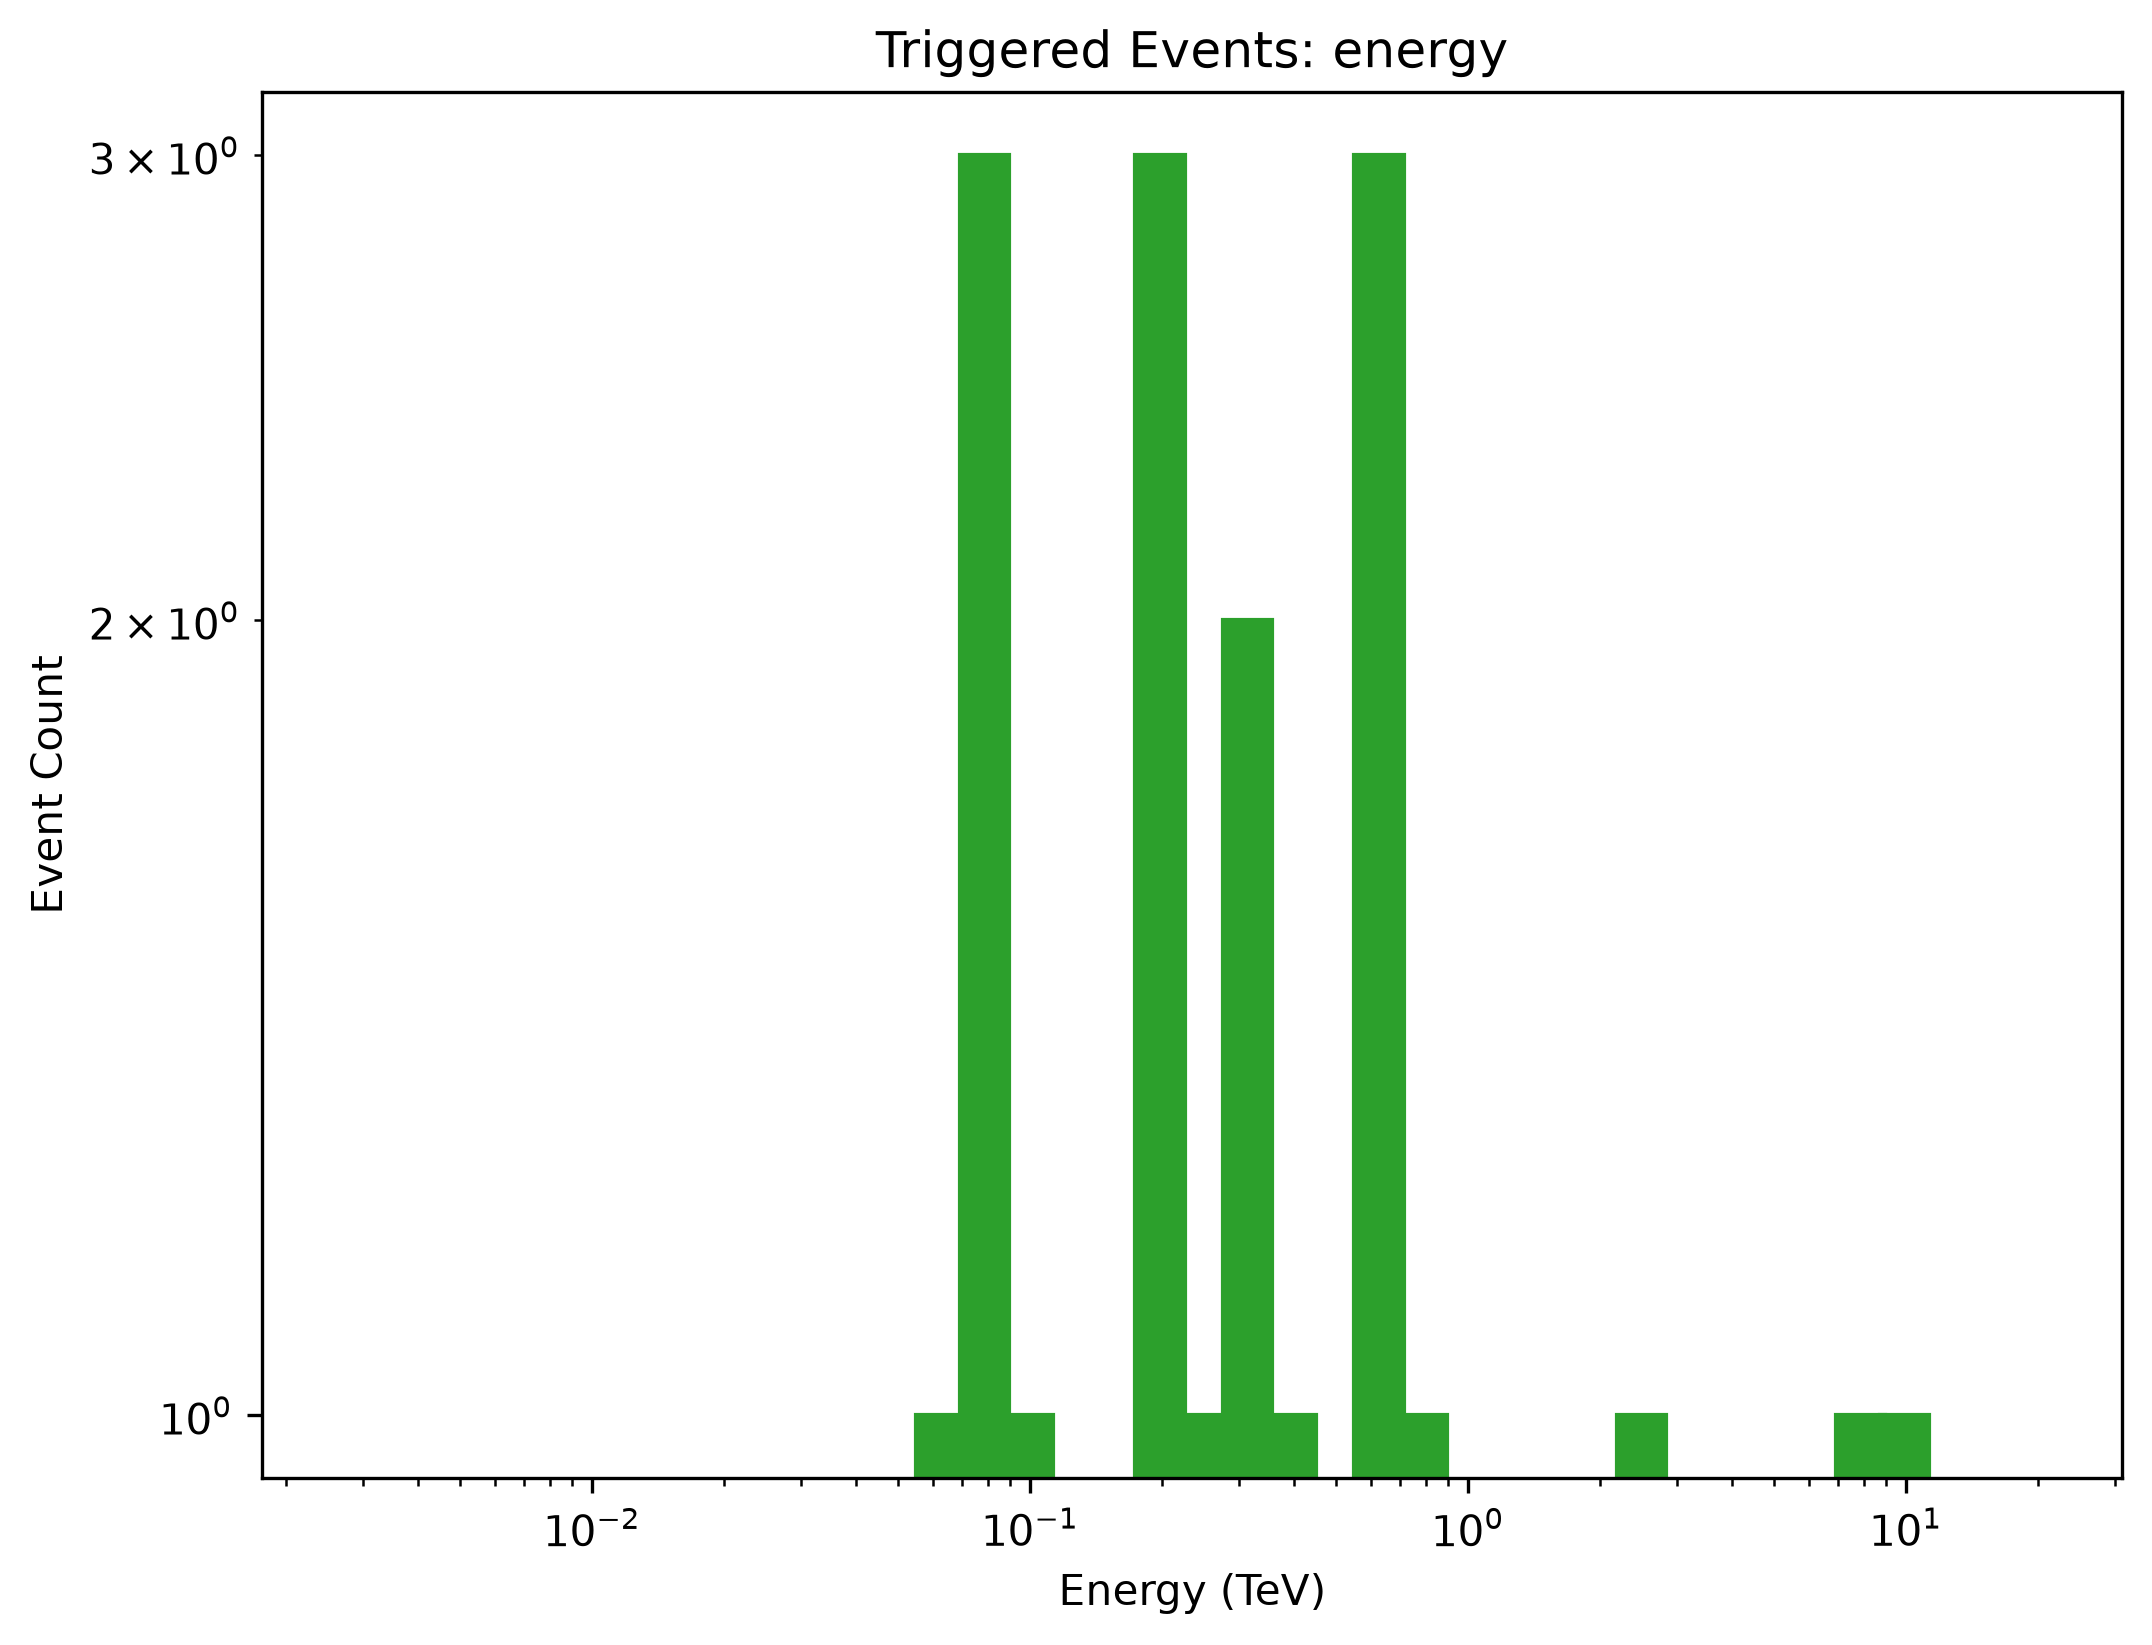 Triggered Events: energy
3 × 10⁰
2 × 10⁰
10⁰
Event Count
10⁻² 10⁻¹ 10⁰ 10¹
Energy (TeV)